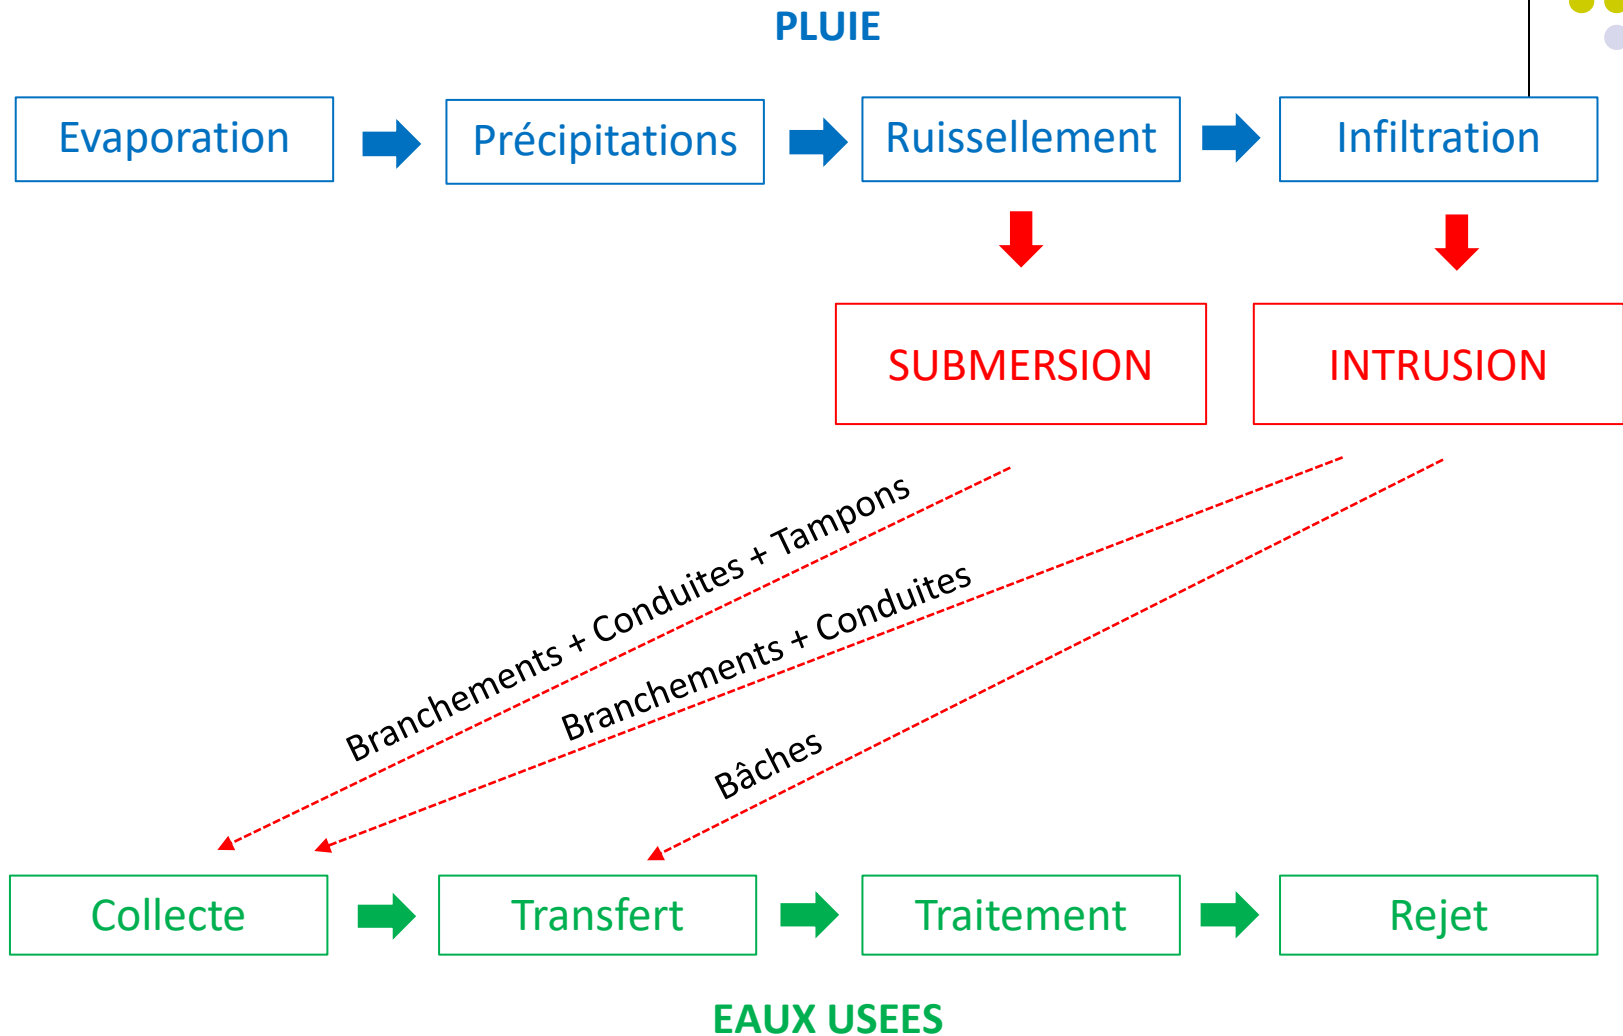 PLUIE
Evaporation
Précipitations
Ruissellement
Infiltration
SUBMERSION
INTRUSION
Branchements + Conduites + Tampons
Branchements + Conduites
Bâches
Collecte
Transfert
Traitement
Rejet
EAUX USEES